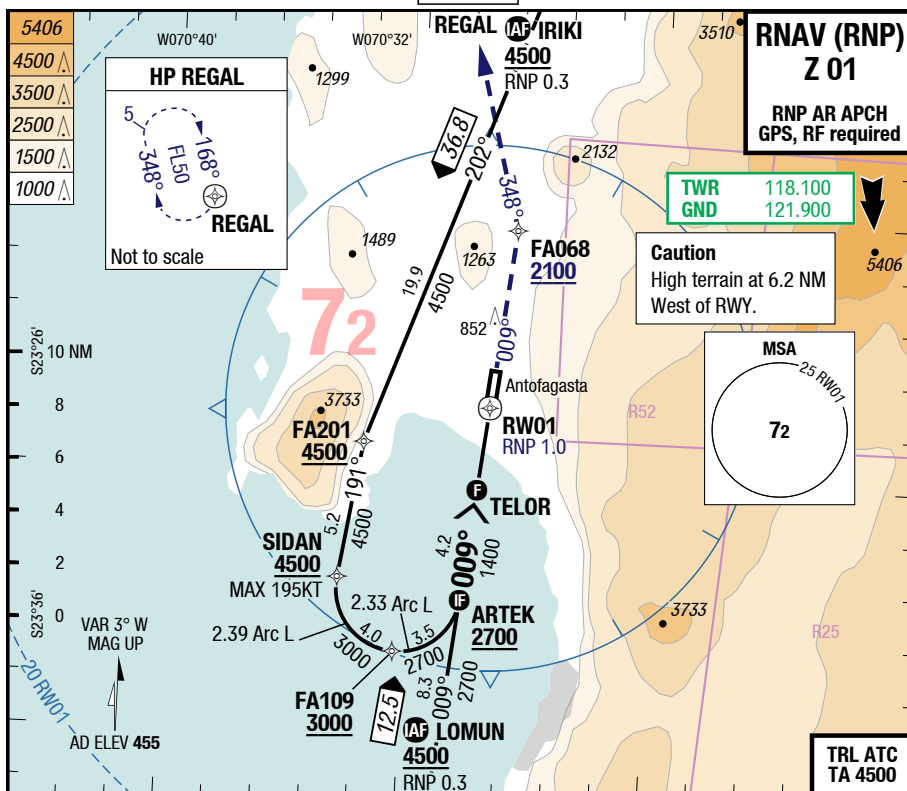 5406
4500
3500
2500
1500
1000
W070°40'
W070°32'
HP REGAL
5
348°
FL50
168°
REGAL
Not to scale
1299
REGAL
IAF IRIKI
4500
RNP 0.3
3510
RNAV (RNP)
Z 01
RNP AR APCH
GPS, RF required
36.8
202°
348°
2132
TWR 118.100
GND 121.900
1489
1263
FA068
2100
Caution
High terrain at 6.2 NM
West of RWY.
5406
19.9
4500
72
852
009°
S23°26'
10 NM
8
6
4
2
0
S23°36'
3733
FA201
4500
191°
5.2
4500
Antofagasta
RW01
RNP 1.0
R52
MSA
25 RW01
72
F
TELOR
SIDAN
4500
MAX 195KT
4.2
009°
1400
IF
ARTEK
2700
2.33 Arc L
2.39 Arc L
4.0
3000
3.5
2700
3733
R25
VAR 3° W
MAG UP
20 RW01
AD ELEV 455
FA109
3000
12.5
8.3
009°
2700
IAF LOMUN
4500
RNP 0.3
TRL ATC
TA 4500